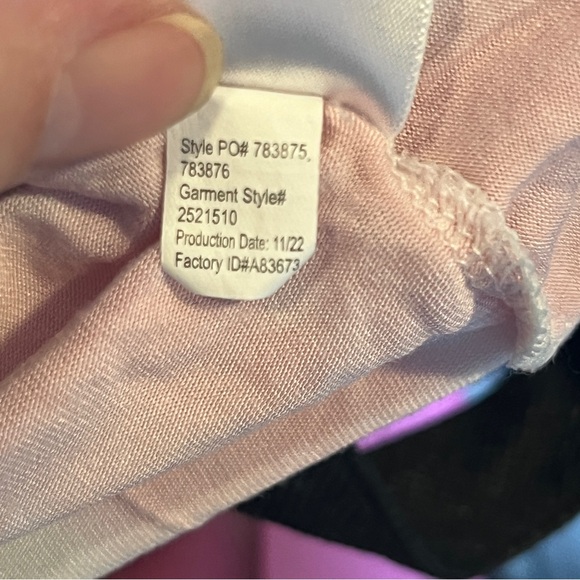 Style PO# 783875,
783876
Garment Style#
2521510
Production Date: 11/22
Factory ID#A83673